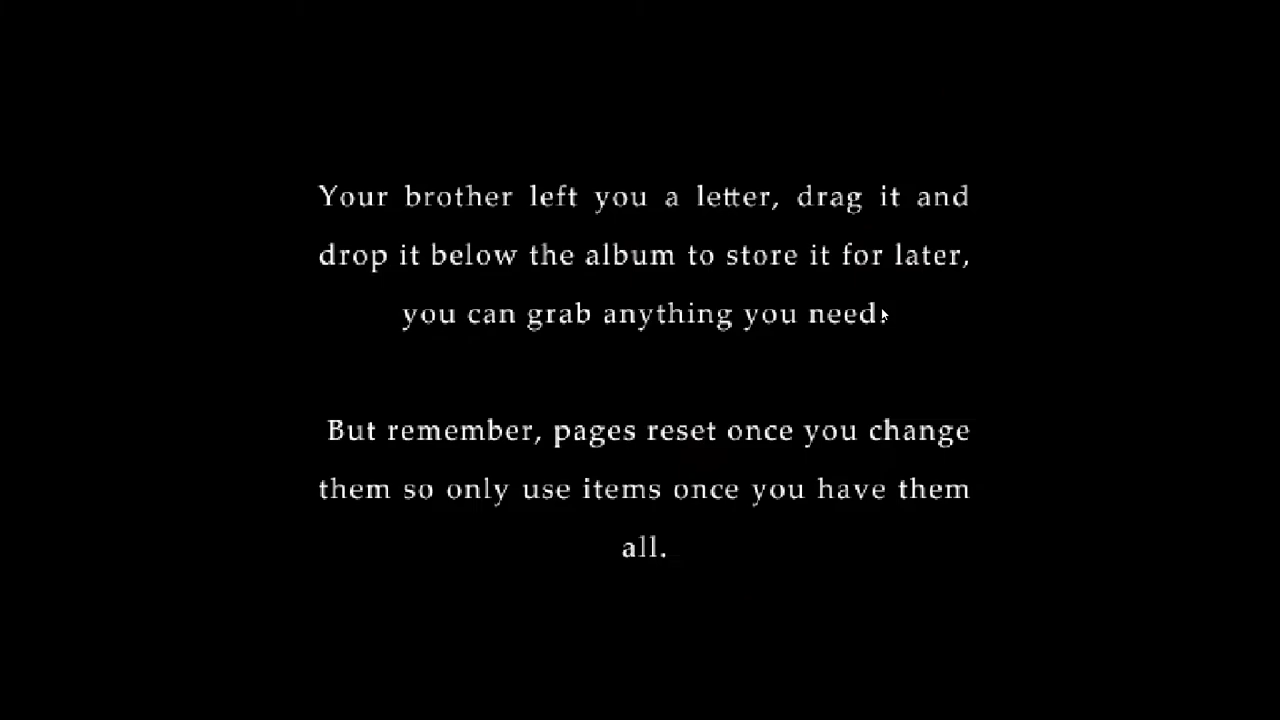 Your brother left you a letter, drag it and
drop it below the album to store it for later,
you can grab anything you need.
But remember, pages reset once you change
them so only use items once you have them
all.